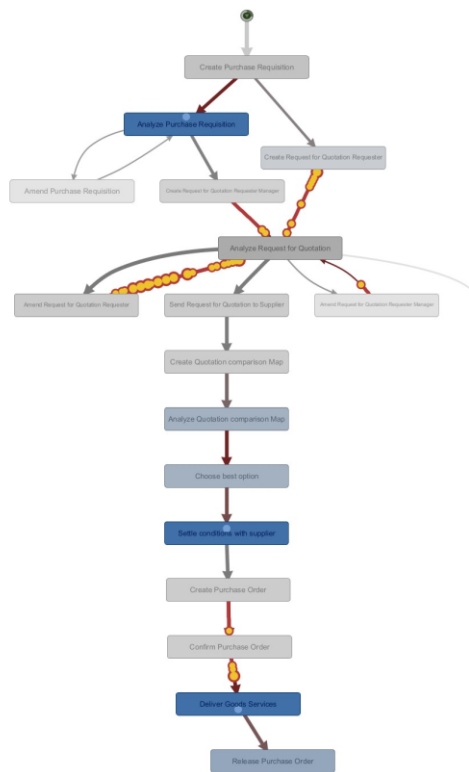 Create Purchase Requisition
Analyze Purchase Requisition
Create Request for Quotation Requester
Amend Purchase Requisition
Create Request for Quotation Requester Manager
Analyze Request for Quotation
Amend Request for Quotation Requester
Send Request for Quotation to Supplier
Amend Request for Quotation Requester Manager
Create Quotation comparison Map
Analyze Quotation comparison Map
Choose best option
Settle conditions with supplier
Create Purchase Order
Confirm Purchase Order
Deliver Goods Services
Release Purchase Order